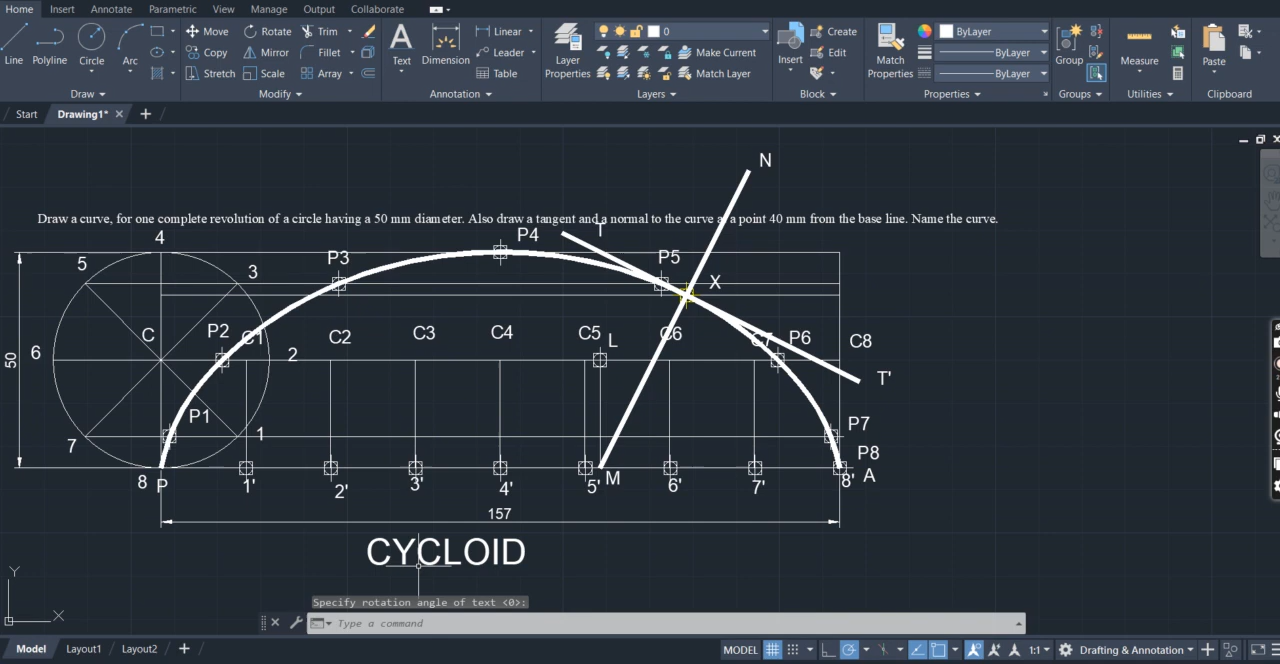 Home Insert Annotate Parametric View Manage Output Collaborate
Line Polyline Circle Arc
Move Rotate Trim
Copy Mirror Fillet
Stretch Scale Array
Text Dimension
Linear
Leader
Table
Layer Properties
0
Make Current
Match Layer
Insert
Create
Edit
Match Properties
ByLayer
ByLayer
ByLayer
Group
Measure
Paste
Draw Modify Annotation Layers Block Properties Groups Utilities Clipboard
Start Drawing1*
N
Draw a curve, for one complete revolution of a circle having a 50 mm diameter. Also draw a tangent and a normal to the curve at a point 40 mm from the base line. Name the curve.
4 P4 T
5 3 P3 P5 X
C P2 C1 C2 C3 C4 C5 L C6 C7 P6 C8
6 2
50
T'
P1
7 1 P7
P8
8 P 1' 2' 3' 4' 5' M 6' 7' 8' A
157
CYCLOID
Y
X
Specify rotation angle of text <0>:
Type a command
Model Layout1 Layout2
MODEL 1:1 Drafting & Annotation